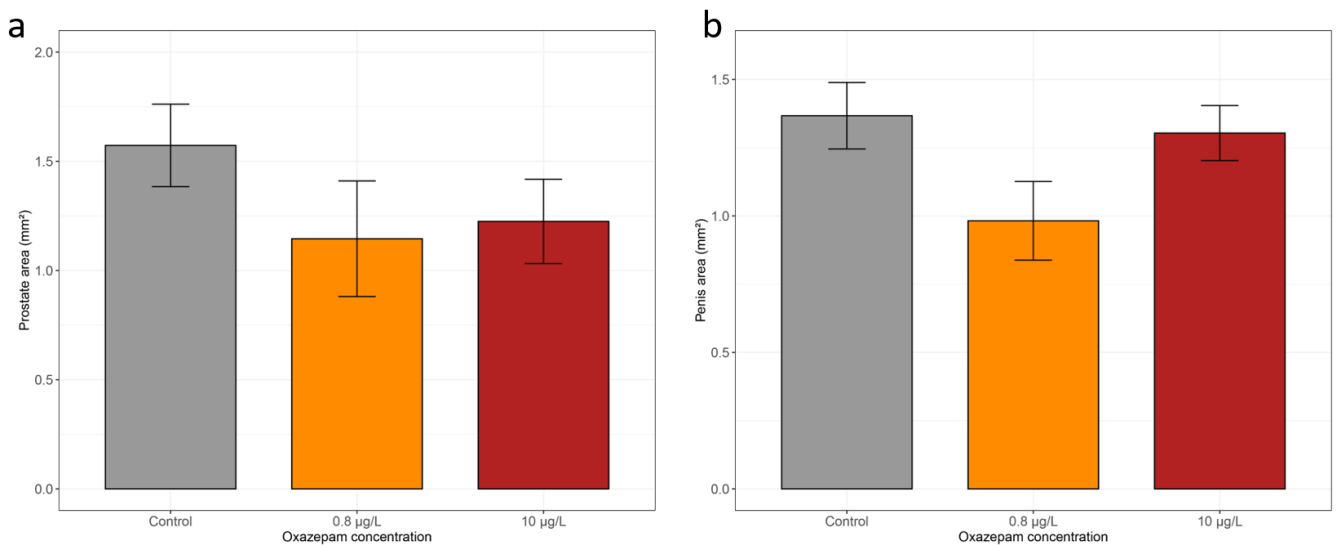 a
2.0
1.5
1.0
0.5
0.0
Prostate area (mm²)
Control
0.8 µg/L
10 µg/L
Oxazepam concentration
b
1.5
1.0
0.5
0.0
Penis area (mm²)
Control
0.8 µg/L
10 µg/L
Oxazepam concentration